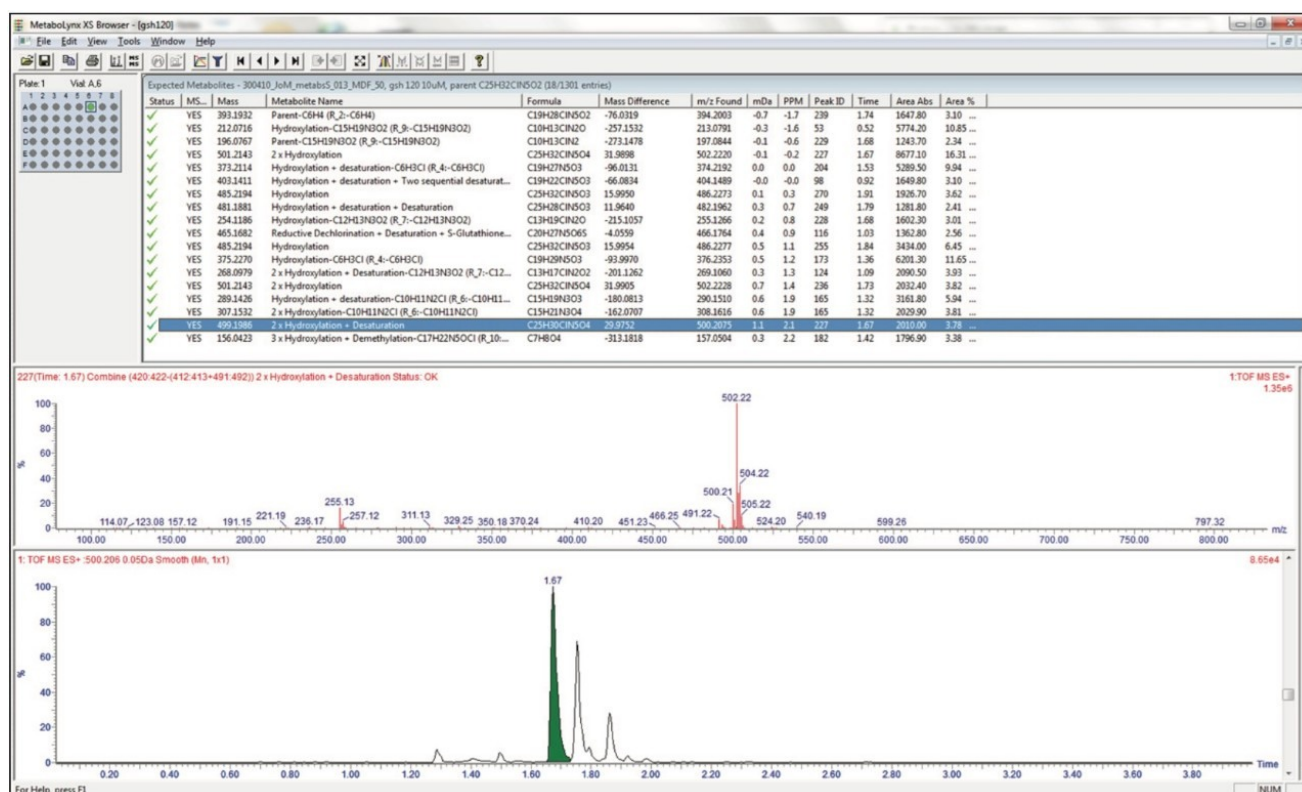 MetaboLynx XS Browser - [gsh120]
File Edit View Tools Window Help
Plate:1 Vial: A,6
1 2 3 4 5 6 7 8
A
B
C
D
E
F
Expected Metabolites - 300410_JoM_metabsS_013_MDF_50, gsh 120 10uM, parent C25H32ClN5O2 (18/1301 entries)
Status MS... Mass Metabolite Name Formula Mass Difference m/z Found mDa PPM Peak ID Time Area Abs Area %
YES 393.1932 Parent-C6H4 (R_2:-C6H4) C19H28ClN5O2 -76.0319 394.2003 -0.7 -1.7 239 1.74 1647.80 3.10 ...
YES 212.0716 Hydroxylation-C15H19N3O2 (R_9:-C15H19N3O2) C10H13ClN2O -257.1532 213.0791 -0.3 -1.6 53 0.52 5774.20 10.85 ...
YES 196.0767 Parent-C15H19N3O2 (R_9:-C15H19N3O2) C10H13ClN2 -273.1478 197.0844 -0.1 -0.6 229 1.68 1243.70 2.34 ...
YES 501.2143 2 x Hydroxylation C25H32ClN5O4 31.9898 502.2220 -0.1 -0.2 227 1.67 8677.10 16.31 ...
YES 373.2114 Hydroxylation + desaturation-C6H3Cl (R_4:-C6H3Cl) C19H27N5O3 -96.0131 374.2192 0.0 0.0 204 1.53 5289.50 9.94 ...
YES 403.1411 Hydroxylation + desaturation + Two sequential desaturat... C19H22ClN5O3 -66.0834 404.1489 -0.0 -0.0 98 0.92 1649.80 3.10 ...
YES 485.2194 Hydroxylation C25H32ClN5O3 15.9950 486.2273 0.1 0.3 270 1.91 1926.70 3.62 ...
YES 481.1881 Hydroxylation + desaturation + Desaturation C25H28ClN5O3 11.9640 482.1962 0.3 0.7 249 1.79 1281.80 2.41 ...
YES 254.1186 Hydroxylation-C12H13N3O2 (R_7:-C12H13N3O2) C13H19ClN2O -215.1057 255.1266 0.2 0.8 228 1.68 1602.30 3.01 ...
YES 465.1682 Reductive Dechlorination + Desaturation + S-Glutathione... C20H27N5O6S -4.0559 466.1764 0.4 0.9 116 1.03 1362.80 2.56 ...
YES 485.2194 Hydroxylation C25H32ClN5O3 15.9954 486.2277 0.5 1.1 255 1.84 3434.00 6.45 ...
YES 375.2270 Hydroxylation-C6H3Cl (R_4:-C6H3Cl) C19H29N5O3 -93.9970 376.2353 0.5 1.2 173 1.36 6201.30 11.65 ...
YES 268.0979 2 x Hydroxylation + Desaturation-C12H13N3O2 (R_7:-C12... C13H17ClN2O2 -201.1262 269.1060 0.3 1.3 124 1.09 2090.50 3.93 ...
YES 501.2143 2 x Hydroxylation C25H32ClN5O4 31.9905 502.2228 0.7 1.4 236 1.73 2032.40 3.82 ...
YES 289.1426 Hydroxylation + desaturation-C10H11N2Cl (R_6:-C10H11... C15H19N3O3 -180.0813 290.1510 0.6 1.9 165 1.32 3161.80 5.94 ...
YES 307.1532 2 x Hydroxylation-C10H11N2Cl (R_6:-C10H11N2Cl) C15H21N3O4 -162.0707 308.1616 0.6 1.9 165 1.32 2029.90 3.81 ...
YES 499.1986 2 x Hydroxylation + Desaturation C25H30ClN5O4 29.9752 500.2075 1.1 2.1 227 1.67 2010.00 3.78 ...
YES 156.0423 3 x Hydroxylation + Demethylation-C17H22N5OCl (R_10:... C7H8O4 -313.1818 157.0504 0.3 2.2 182 1.42 1796.90 3.38 ...
227(Time: 1.67) Combine (420:422-(412:413+491:492)) 2 x Hydroxylation + Desaturation Status: OK
1:TOF MS ES+
1.35e6
502.22
504.22
500.21
505.22
255.13
114.07 123.08 157.12 191.15 221.19 236.17 257.12 311.13 329.25 350.18 370.24 410.20 451.23 466.25 491.22 524.20 540.19 599.26 797.32
100
80
60
%
40
20
0
m/z
100.00 150.00 200.00 250.00 300.00 350.00 400.00 450.00 500.00 550.00 600.00 650.00 700.00 750.00 800.00
1: TOF MS ES+ :500.206 0.05Da Smooth (Mn, 1x1)
8.65e4
1.67
100
80
60
%
40
20
0
Time
0.20 0.40 0.60 0.80 1.00 1.20 1.40 1.60 1.80 2.00 2.20 2.40 2.60 2.80 3.00 3.20 3.40 3.60 3.80
For Help, press F1
NUM